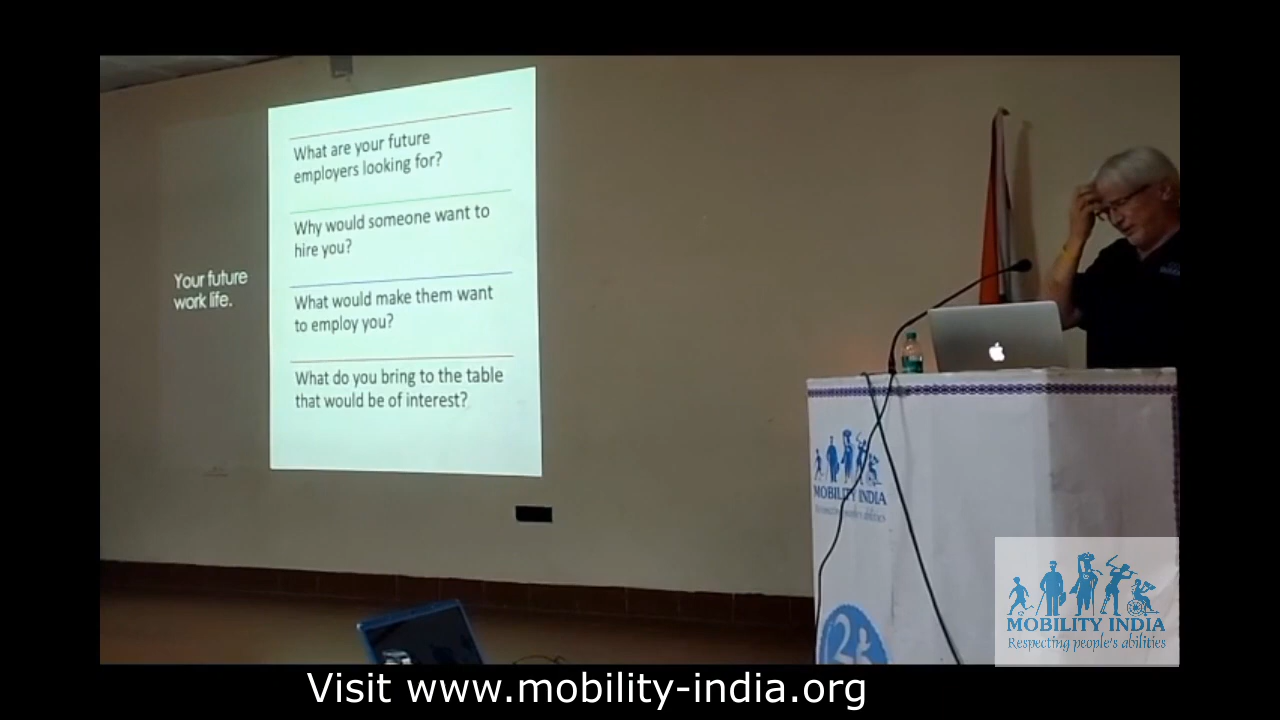 What are your future
employers looking for?
Why would someone want to
hire you?
Your future
work life.
What would make them want
to employ you?
What do you bring to the table
that would be of interest?
MOBILITY INDIA
MOBILITY INDIA
Respecting people's abilities
Visit www.mobility-india.org